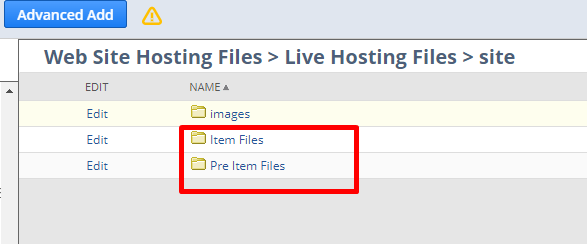 Advanced Add
Web Site Hosting Files > Live Hosting Files > site
EDIT NAME
Edit images
Edit Item Files
Edit Pre Item Files